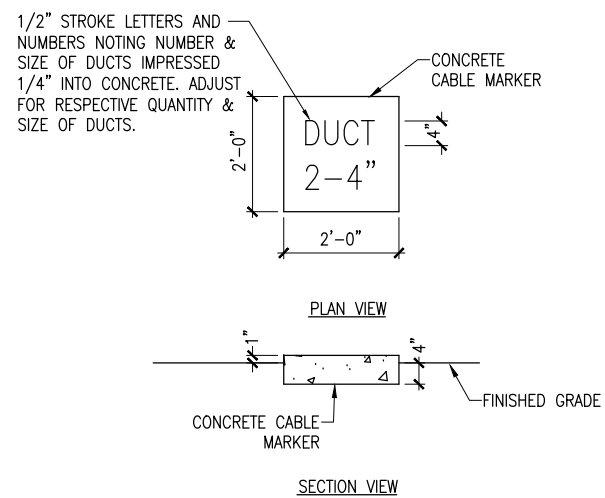 1/2" STROKE LETTERS AND
NUMBERS NOTING NUMBER &
SIZE OF DUCTS IMPRESSED
1/4" INTO CONCRETE. ADJUST
FOR RESPECTIVE QUANTITY &
SIZE OF DUCTS.
CONCRETE
CABLE MARKER
DUCT
2-4"
4"
2'-0"
2'-0"
PLAN VIEW
1"
4"
FINISHED GRADE
CONCRETE CABLE
MARKER
SECTION VIEW